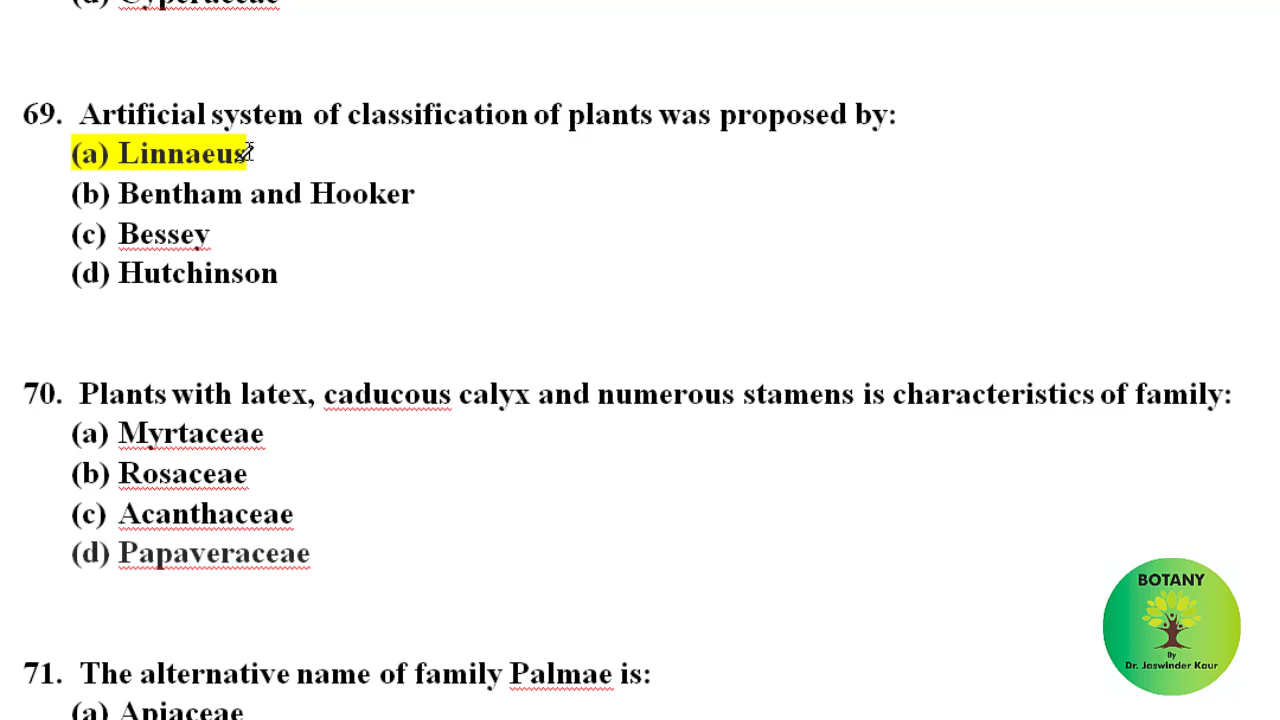 (d) Cyperaceae
69. Artificial system of classification of plants was proposed by:
(a) Linnaeus
(b) Bentham and Hooker
(c) Bessey
(d) Hutchinson
70. Plants with latex, caducous calyx and numerous stamens is characteristics of family:
(a) Myrtaceae
(b) Rosaceae
(c) Acanthaceae
(d) Papaveraceae
BOTANY
By
Dr. Jaswinder Kaur
71. The alternative name of family Palmae is:
(a) Apiaceae